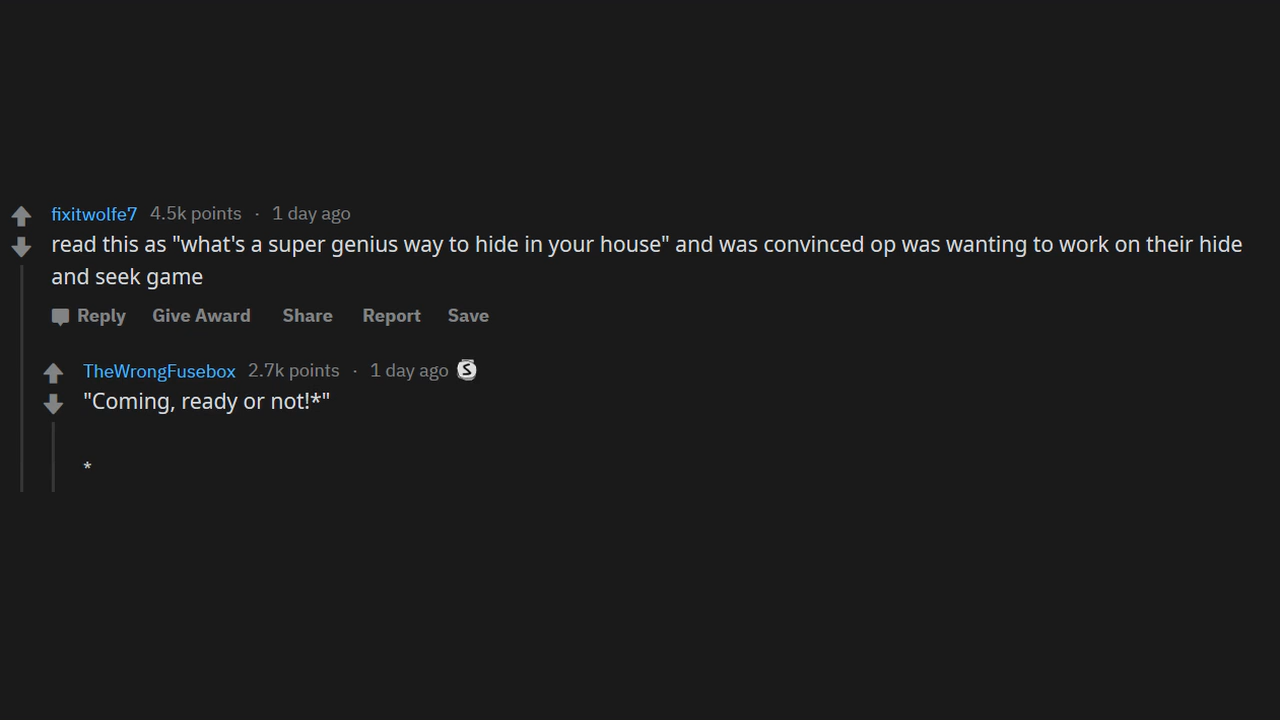 fixitwolfe7 4.5k points · 1 day ago
read this as "what's a super genius way to hide in your house" and was convinced op was wanting to work on their hide
and seek game
Reply Give Award Share Report Save
TheWrongFusebox 2.7k points · 1 day ago S
"Coming, ready or not!*"
*